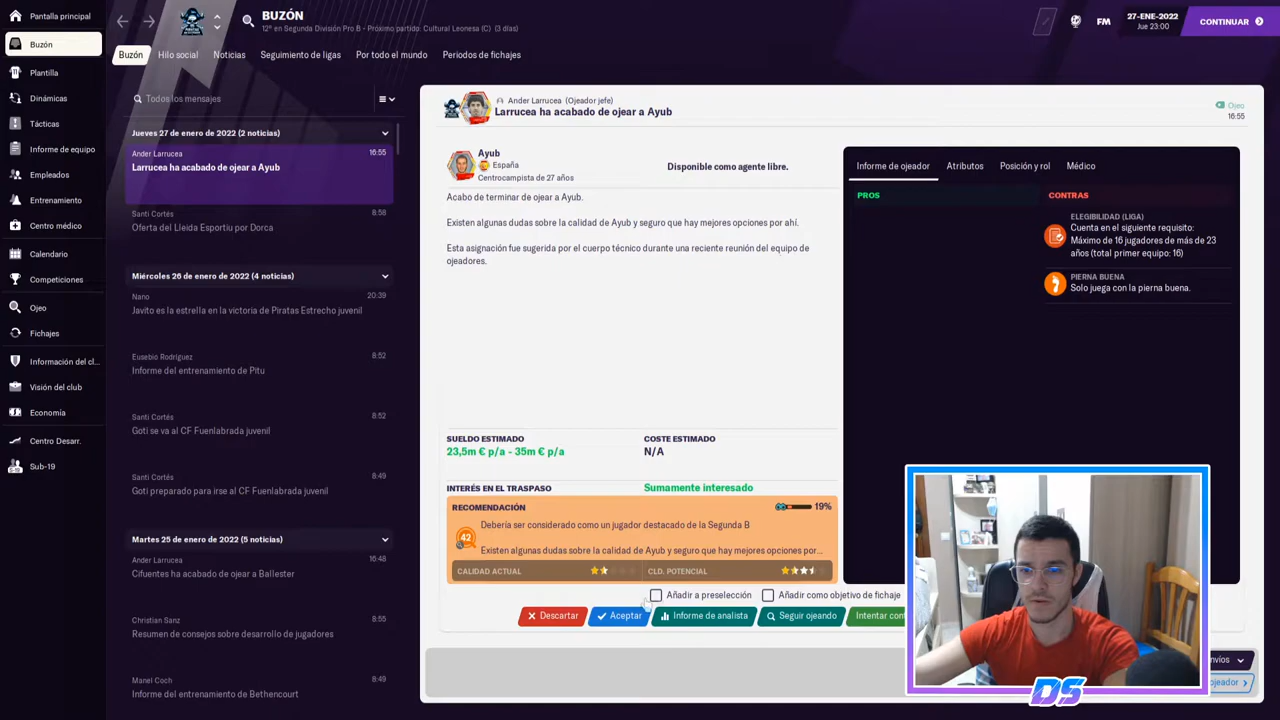 Pantalla principal
Buzón
Plantilla
Dinámicas
Tácticas
Informe de equipo
Empleados
Entrenamiento
Centro médico
Calendario
Competiciones
Ojeo
Fichajes
Información del cl...
Visión del club
Economía
Centro Desarr.
Sub-19
BUZÓN
12º en Segunda División Pro B - Próximo partido: Cultural Leonesa (C) (3 días)
FM
27-ENE-2022
Jue 23:00
CONTINUAR
Buzón
Hilo social
Noticias
Seguimiento de ligas
Por todo el mundo
Periodos de fichajes
Todos los mensajes
Jueves 27 de enero de 2022 (2 noticias)
Ander Larrucea
16:55
Larrucea ha acabado de ojear a Ayub
Santi Cortés
8:58
Oferta del Lleida Esportiu por Dorca
Miércoles 26 de enero de 2022 (4 noticias)
Nano
20:39
Javito es la estrella en la victoria de Piratas Estrecho juvenil
Eusebio Rodríguez
8:52
Informe del entrenamiento de Pitu
Santi Cortés
8:52
Goti se va al CF Fuenlabrada juvenil
Santi Cortés
8:49
Goti preparado para irse al CF Fuenlabrada juvenil
Martes 25 de enero de 2022 (5 noticias)
Ander Larrucea
16:48
Cifuentes ha acabado de ojear a Ballester
Christian Sanz
8:55
Resumen de consejos sobre desarrollo de jugadores
Manel Coch
8:49
Informe del entrenamiento de Bethencourt
Ander Larrucea (Ojeador jefe)
Larrucea ha acabado de ojear a Ayub
Ojeo
16:55
Ayub
España
Centrocampista de 27 años
Disponible como agente libre.
Acabo de terminar de ojear a Ayub.
Existen algunas dudas sobre la calidad de Ayub y seguro que hay mejores opciones por ahí.
Esta asignación fue sugerida por el cuerpo técnico durante una reciente reunión del equipo de
ojeadores.
SUELDO ESTIMADO
23,5m € p/a - 35m € p/a
COSTE ESTIMADO
N/A
INTERÉS EN EL TRASPASO
Sumamente interesado
RECOMENDACIÓN
19%
42
Debería ser considerado como un jugador destacado de la Segunda B
Existen algunas dudas sobre la calidad de Ayub y seguro que hay mejores opciones por...
CALIDAD ACTUAL
CLD. POTENCIAL
Añadir a preselección
Añadir como objetivo de fichaje
Descartar
Aceptar
Informe de analista
Seguir ojeando
Intentar cont
Informe de ojeador
Atributos
Posición y rol
Médico
PROS
CONTRAS
ELEGIBILIDAD (LIGA)
Cuenta en el siguiente requisito:
Máximo de 16 jugadores de más de 23
años (total primer equipo: 16)
PIERNA BUENA
Solo juega con la pierna buena.
nvíos
ojeador
DS